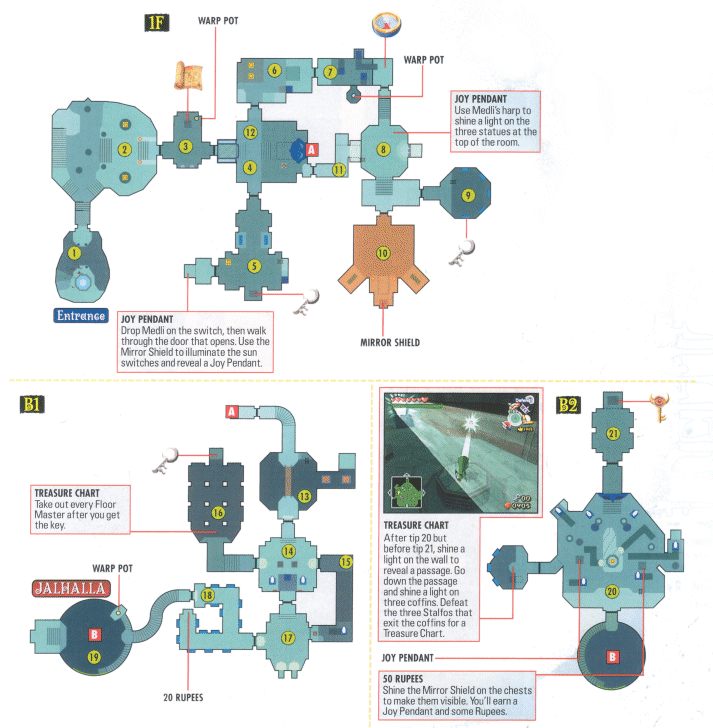 1F
WARP POT
WARP POT
JOY PENDANT
Use Medli's harp to
shine a light on the
three statues at the
top of the room.
6
7
12
A
2
3
4
11
8
9
1
5
10
Entrance
JOY PENDANT
Drop Medli on the switch, then walk
through the door that opens. Use the
Mirror Shield to illuminate the sun
switches and reveal a Joy Pendant.
MIRROR SHIELD
B1
A
TREASURE CHART
Take out every Floor
Master after you get
the key.
16
13
14
15
WARP POT
JALHALLA
18
B
19
17
20 RUPEES
B2
21
TREASURE CHART
After tip 20 but
before tip 21, shine a
light on the wall to
reveal a passage. Go
down the passage
and shine a light on
three coffins. Defeat
the three Stalfos that
exit the coffins for a
Treasure Chart.
20
B
JOY PENDANT
50 RUPEES
Shine the Mirror Shield on the chests
to make them visible. You'll earn a
Joy Pendant and some Rupees.